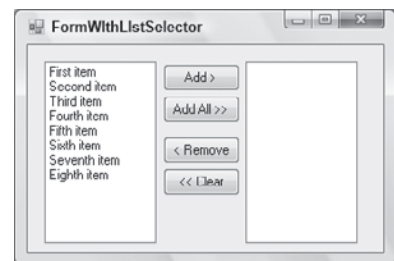 FormWIthLIstSelector
First item
Second item
Third item
Fourth item
Fifth item
Sixth item
Seventh item
Eighth item
Add >
Add All >>
< Remove
<< Clear